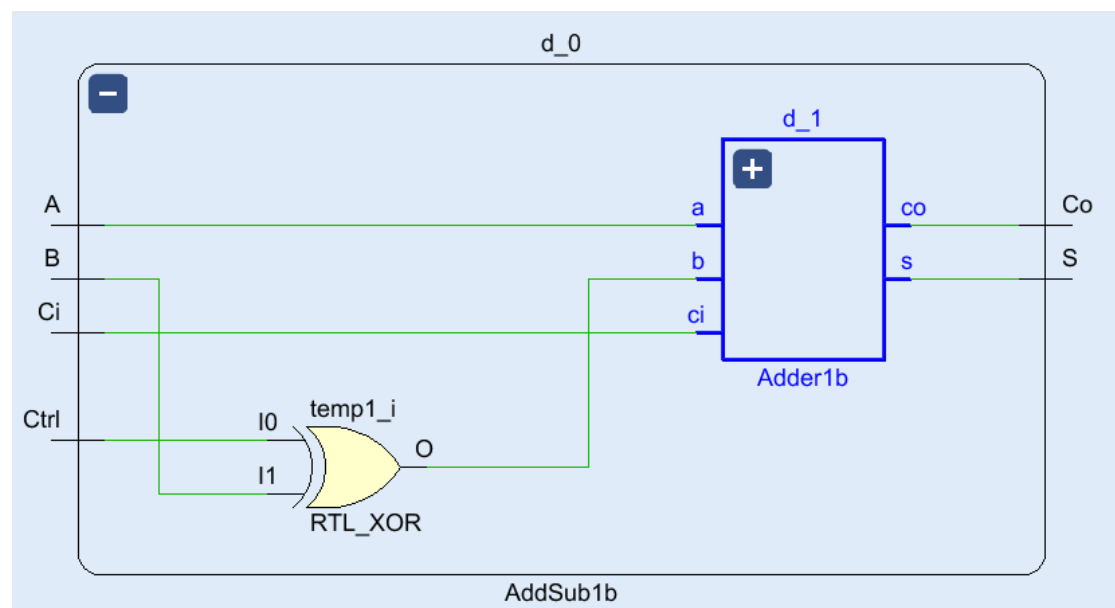 d_0
−
d_1
+
A
a
co
Co
B
b
s
S
Ci
ci
Adder1b
Ctrl
I0
temp1_i
O
I1
RTL_XOR
AddSub1b